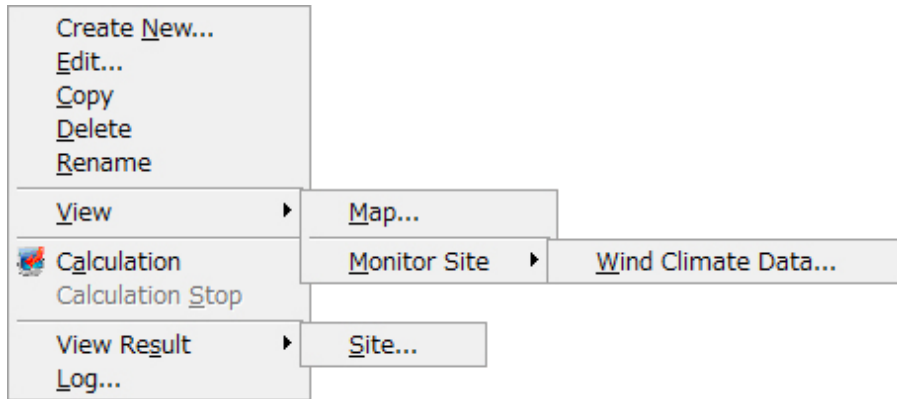 Create New...
Edit...
Copy
Delete
Rename
View
Map...
Calculation
Monitor Site
Wind Climate Data...
Calculation Stop
View Result
Site...
Log...